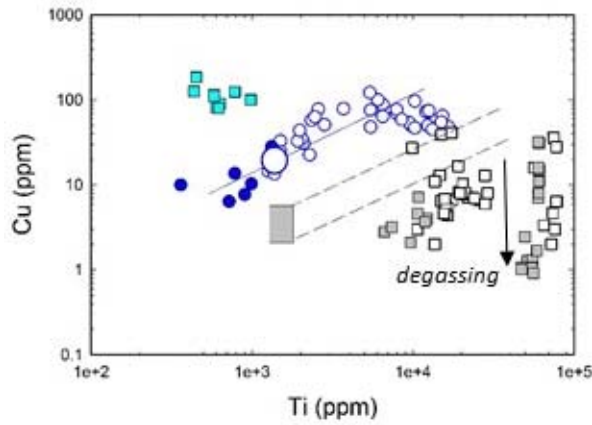 1000
100
10
1
0.1
Cu (ppm)
degassing
1e+2
1e+3
1e+4
1e+5
Ti (ppm)